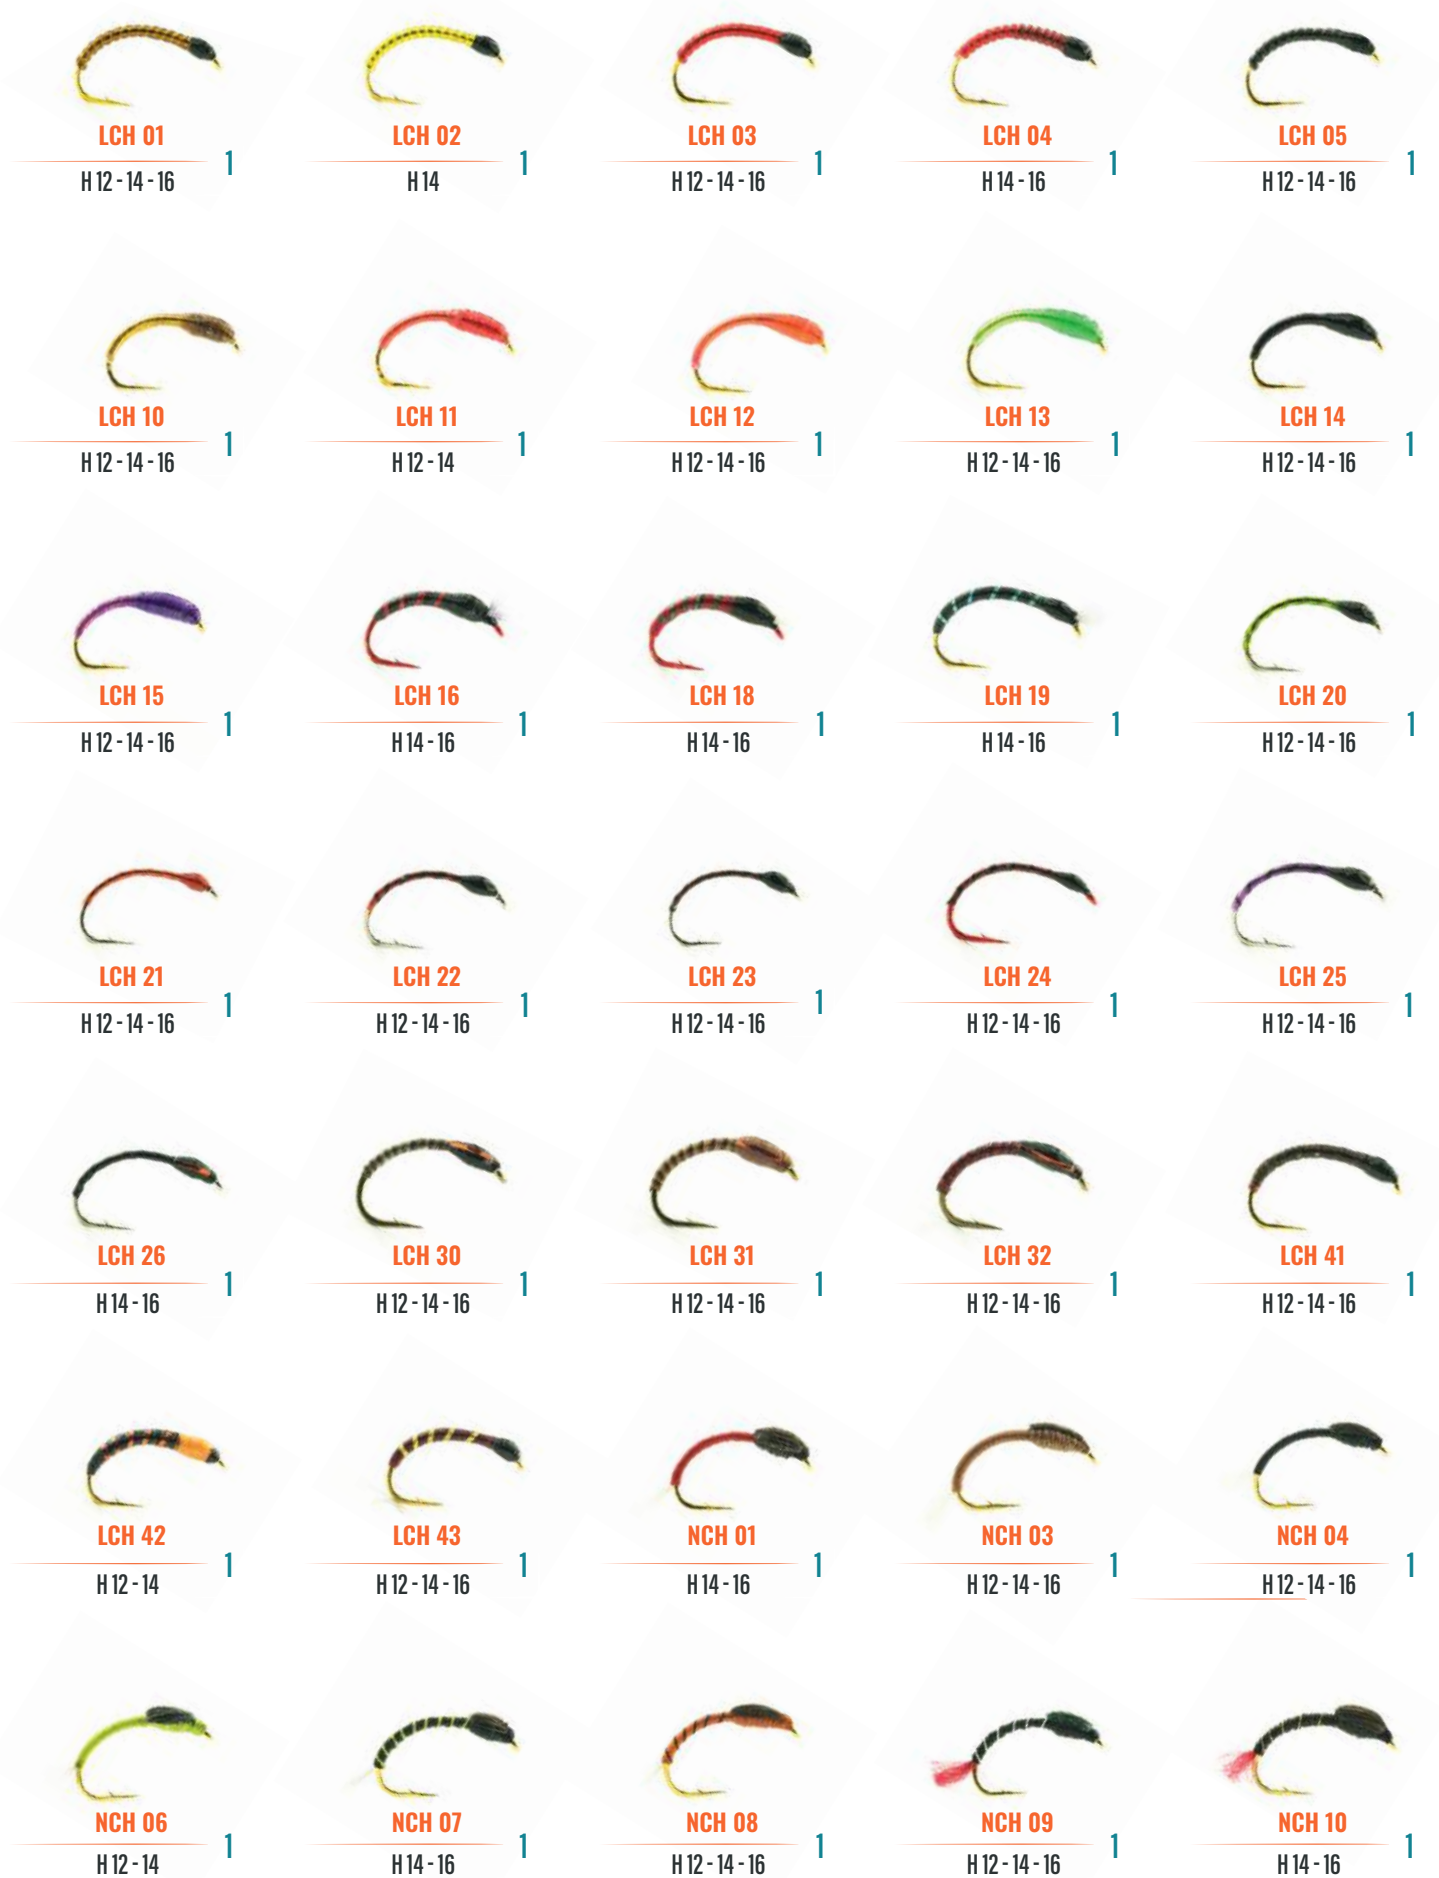 LCH 01
1
H 12 - 14 - 16
LCH 02
1
H 14
LCH 03
1
H 12 - 14 - 16
LCH 04
1
H 14 - 16
LCH 05
1
H 12 - 14 - 16
LCH 10
1
H 12 - 14 - 16
LCH 11
1
H 12 - 14
LCH 12
1
H 12 - 14 - 16
LCH 13
1
H 12 - 14 - 16
LCH 14
1
H 12 - 14 - 16
LCH 15
1
H 12 - 14 - 16
LCH 16
1
H 14 - 16
LCH 18
1
H 14 - 16
LCH 19
1
H 14 - 16
LCH 20
1
H 12 - 14 - 16
LCH 21
1
H 12 - 14 - 16
LCH 22
1
H 12 - 14 - 16
LCH 23
1
H 12 - 14 - 16
LCH 24
1
H 12 - 14 - 16
LCH 25
1
H 12 - 14 - 16
LCH 26
1
H 14 - 16
LCH 30
1
H 12 - 14 - 16
LCH 31
1
H 12 - 14 - 16
LCH 32
1
H 12 - 14 - 16
LCH 41
1
H 12 - 14 - 16
LCH 42
1
H 12 - 14
LCH 43
1
H 12 - 14 - 16
NCH 01
1
H 14 - 16
NCH 03
1
H 12 - 14 - 16
NCH 04
1
H 12 - 14 - 16
NCH 06
1
H 12 - 14
NCH 07
1
H 14 - 16
NCH 08
1
H 12 - 14 - 16
NCH 09
1
H 12 - 14 - 16
NCH 10
1
H 14 - 16